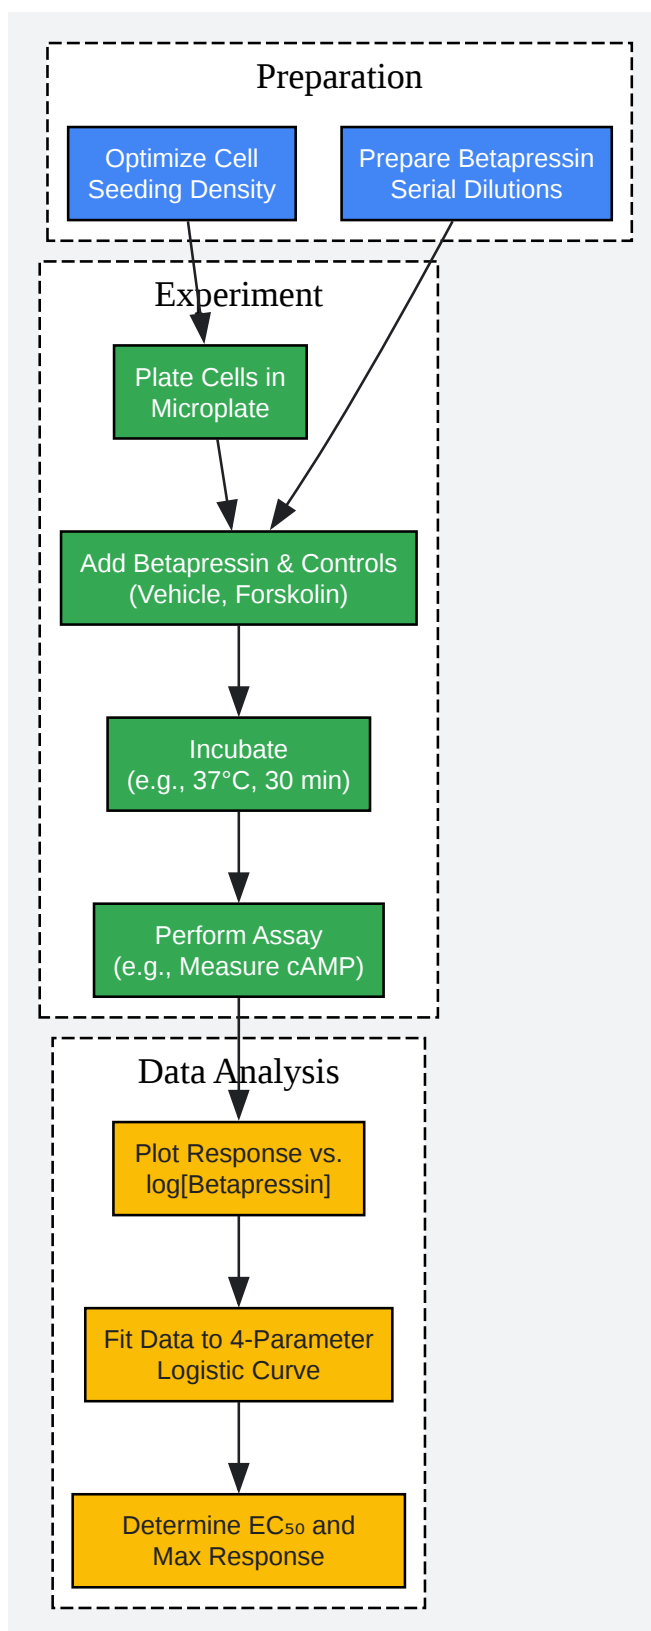 Preparation
Optimize Cell
Seeding Density
Prepare Betapressin
Serial Dilutions
Experiment
Plate Cells in
Microplate
Add Betapressin & Controls
(Vehicle, Forskolin)
Incubate
(e.g., 37°C, 30 min)
Perform Assay
(e.g., Measure cAMP)
Data Analysis
Plot Response vs.
log[Betapressin]
Fit Data to 4-Parameter
Logistic Curve
Determine EC₅₀ and
Max Response